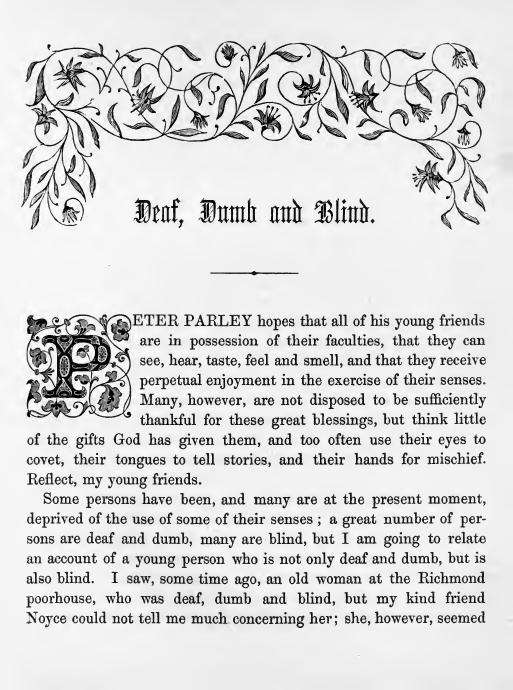 Deaf, Dumb and Blind.
PETER PARLEY hopes that all of his young friends
are in possession of their faculties, that they can
see, hear, taste, feel and smell, and that they receive
perpetual enjoyment in the exercise of their senses.
Many, however, are not disposed to be sufficiently
thankful for these great blessings, but think little
of the gifts God has given them, and too often use their eyes to
covet, their tongues to tell stories, and their hands for mischief.
Reflect, my young friends.
Some persons have been, and many are at the present moment,
deprived of the use of some of their senses ; a great number of per-
sons are deaf and dumb, many are blind, but I am going to relate
an account of a young person who is not only deaf and dumb, but is
also blind. I saw, some time ago, an old woman at the Richmond
poorhouse, who was deaf, dumb and blind, but my kind friend
Noyce could not tell me much concerning her ; she, however, seemed